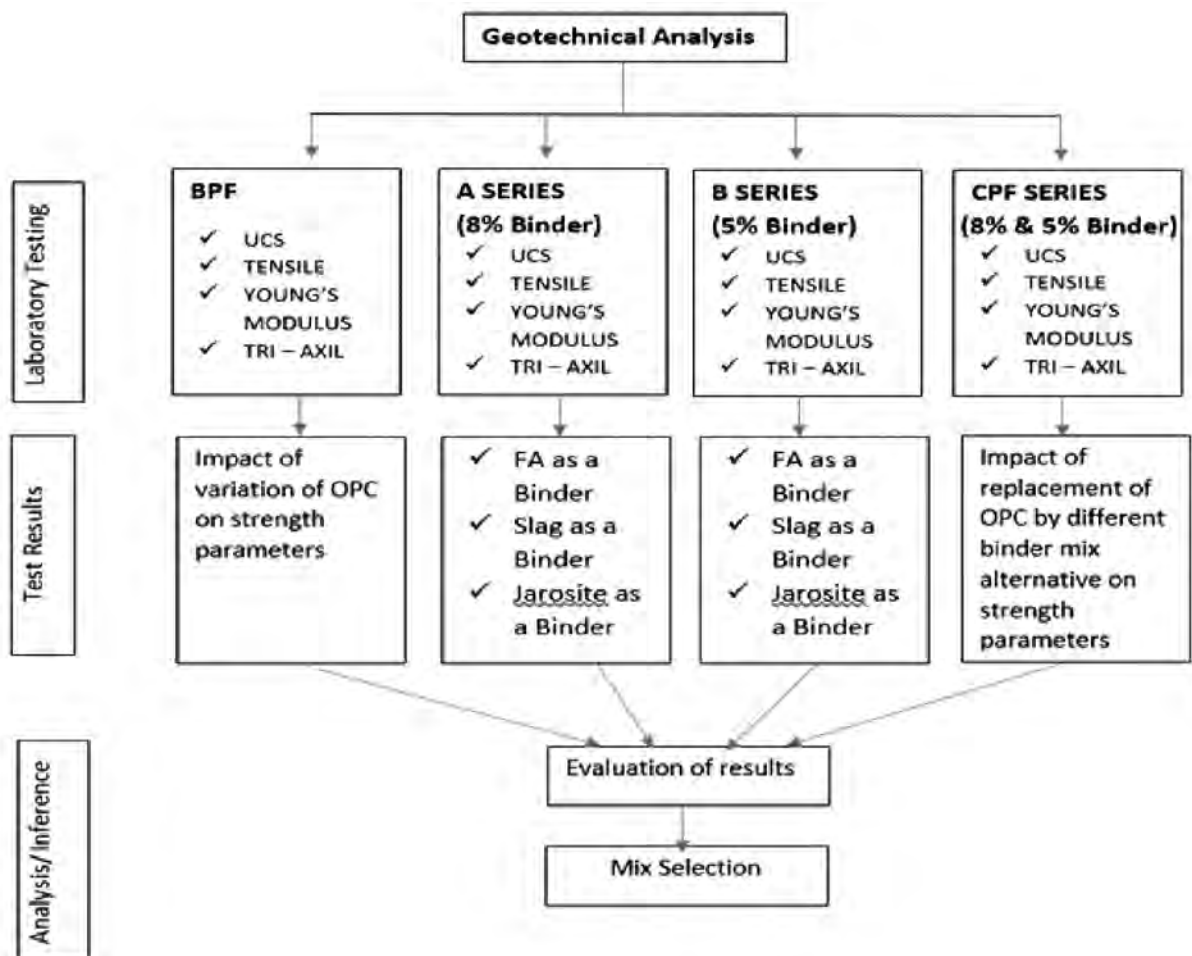 Geotechnical Analysis
Laboratory Testing
BPF
✓ UCS
✓ TENSILE
✓ YOUNG'S
MODULUS
✓ TRI – AXIL
A SERIES
(8% Binder)
✓ UCS
✓ TENSILE
✓ YOUNG'S
MODULUS
✓ TRI – AXIL
B SERIES
(5% Binder)
✓ UCS
✓ TENSILE
✓ YOUNG'S
MODULUS
✓ TRI – AXIL
CPF SERIES
(8% & 5% Binder)
✓ UCS
✓ TENSILE
✓ YOUNG'S
MODULUS
✓ TRI – AXIL
Test Results
Impact of
variation of OPC
on strength
parameters
✓ FA as a
Binder
✓ Slag as a
Binder
✓ Jarosite as
a Binder
✓ FA as a
Binder
✓ Slag as a
Binder
✓ Jarosite as
a Binder
Impact of
replacement of
OPC by different
binder mix
alternative on
strength
parameters
Analysis/ Inference
Evaluation of results
Mix Selection